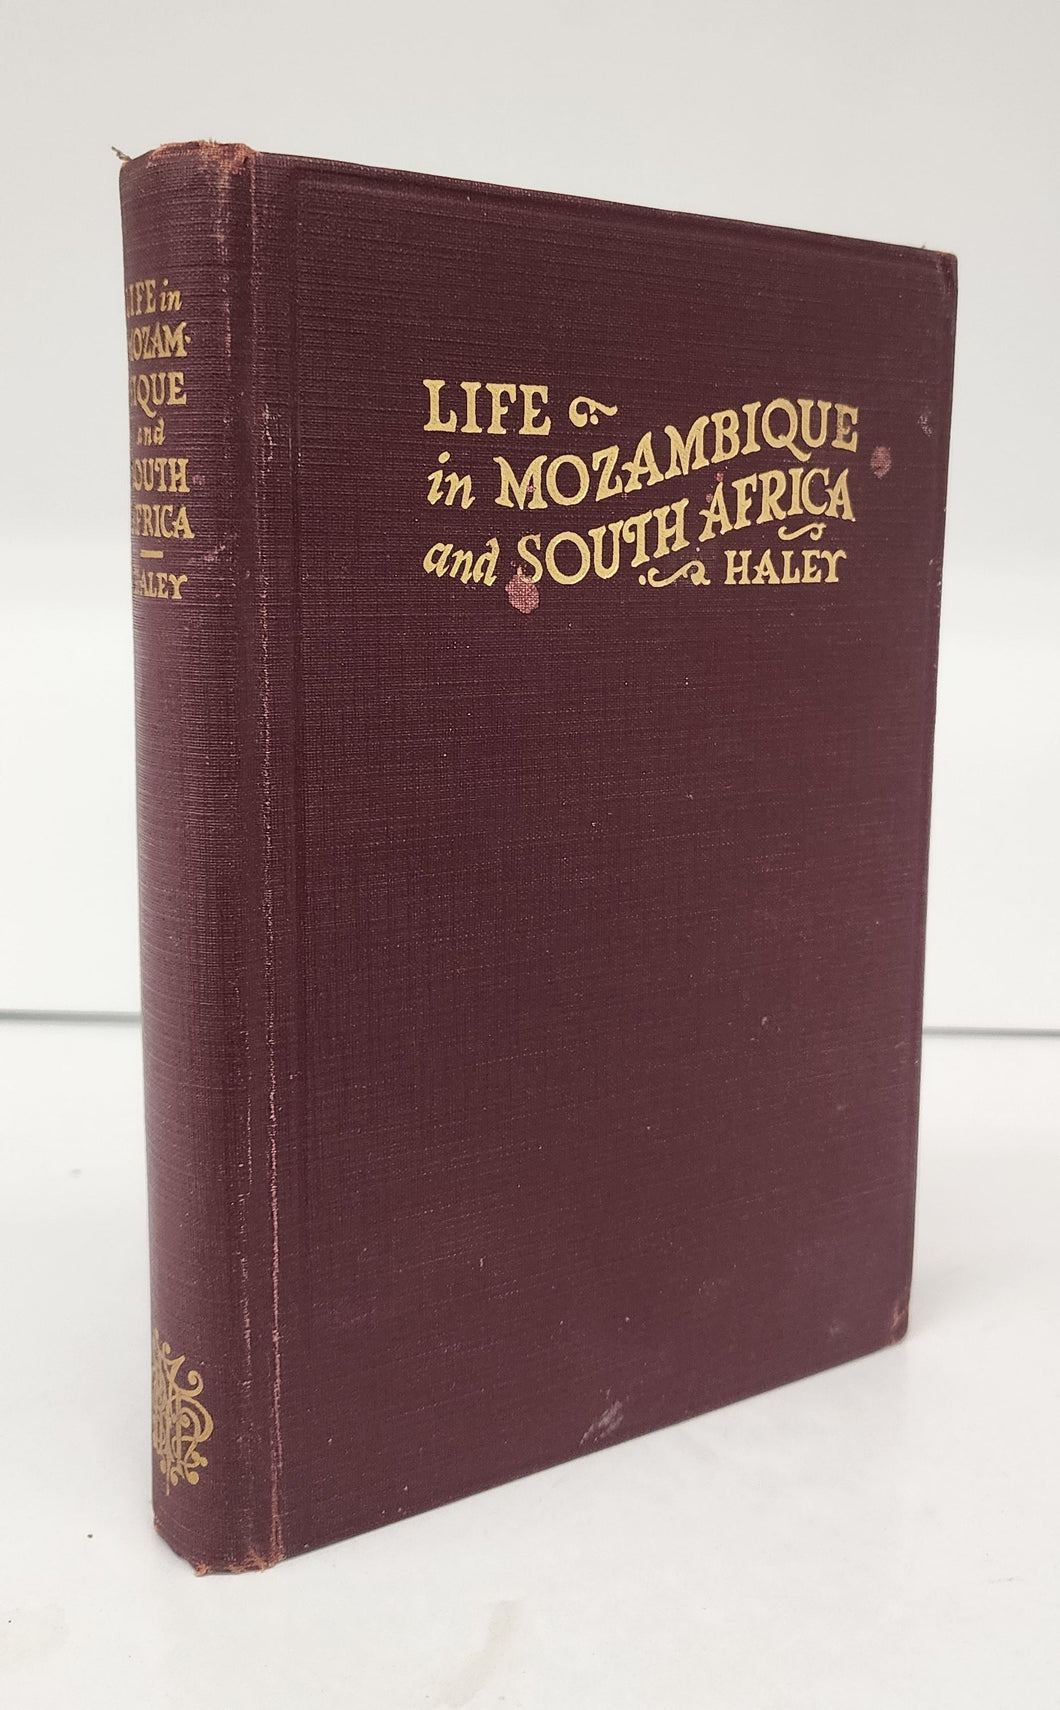 LIFE
in MOZAMBIQUE
and SOUTH AFRICA
HALEY
LIFE in
MOZAM-
BIQUE
and
SOUTH
AFRICA
HALEY